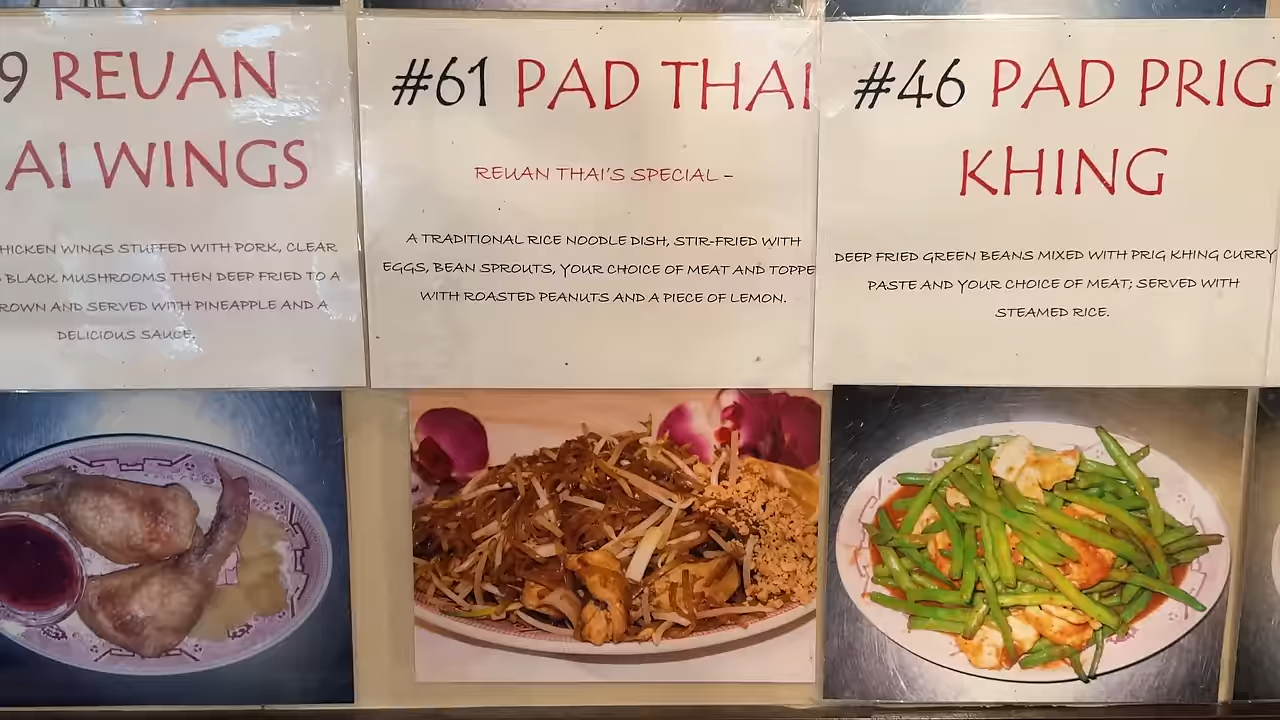 9 REUAN
AI WINGS
HICKEN WINGS STUFFED WITH PORK, CLEAR
BLACK MUSHROOMS THEN DEEP FRIED TO A
ROWN AND SERVED WITH PINEAPPLE AND A
DELICIOUS SAUCE.
#61 PAD THAI
REUAN THAI'S SPECIAL –
A TRADITIONAL RICE NOODLE DISH, STIR-FRIED WITH
EGGS, BEAN SPROUTS, YOUR CHOICE OF MEAT AND TOPPE
WITH ROASTED PEANUTS AND A PIECE OF LEMON.
#46 PAD PRIG
KHING
DEEP FRIED GREEN BEANS MIXED WITH PRIG KHING CURRY
PASTE AND YOUR CHOICE OF MEAT; SERVED WITH
STEAMED RICE.